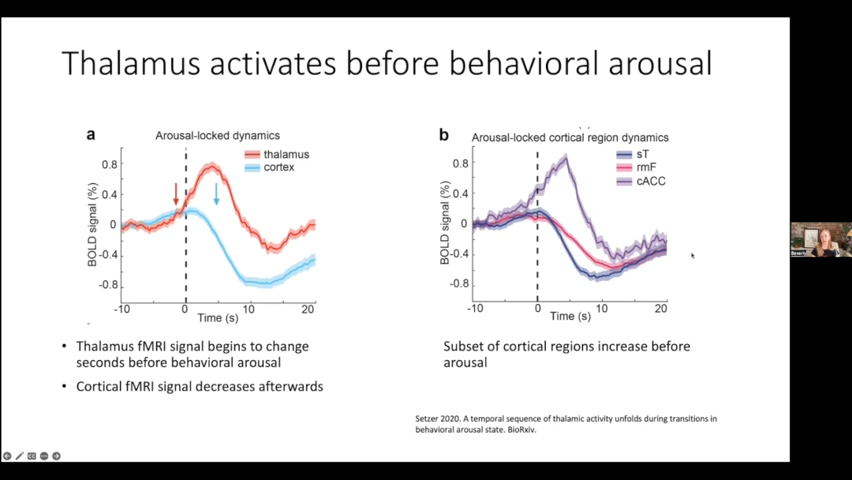 Thalamus activates before behavioral arousal
a
Arousal-locked dynamics
thalamus
cortex
BOLD signal (%)
0.8
0.4
0
-0.4
-0.8
-10
0
10
20
Time (s)
b
Arousal-locked cortical region dynamics
sT
rmF
cACC
BOLD signal (%)
0.8
0.4
0
-0.4
-0.8
-10
0
10
20
Time (s)
• Thalamus fMRI signal begins to change
seconds before behavioral arousal
• Cortical fMRI signal decreases afterwards
Subset of cortical regions increase before
arousal
Setzer 2020. A temporal sequence of thalamic activity unfolds during transitions in
behavioral arousal state. BioRxiv.